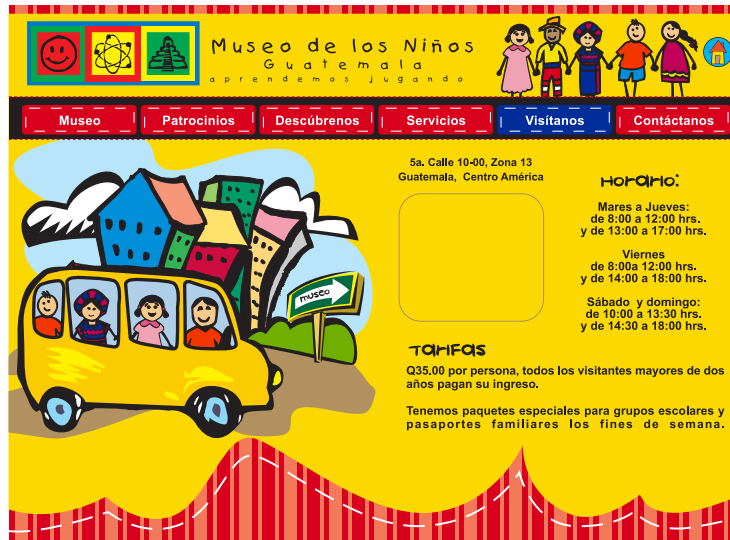 Museo de los Niños
Guatemala
aprendemos jugando
Museo
Patrocinios
Descúbrenos
Servicios
Visítanos
Contáctanos
5a. Calle 10-00, Zona 13
Guatemala, Centro América
Horario:
Mares a Jueves:
de 8:00 a 12:00 hrs.
y de 13:00 a 17:00 hrs.
Viernes
de 8:00a 12:00 hrs.
y de 14:00 a 18:00 hrs.
Sábado y domingo:
de 10:00 a 13:30 hrs.
y de 14:30 a 18:00 hrs.
museo
Tarifas
Q35.00 por persona, todos los visitantes mayores de dos
años pagan su ingreso.
Tenemos paquetes especiales para grupos escolares y
pasaportes familiares los fines de semana.